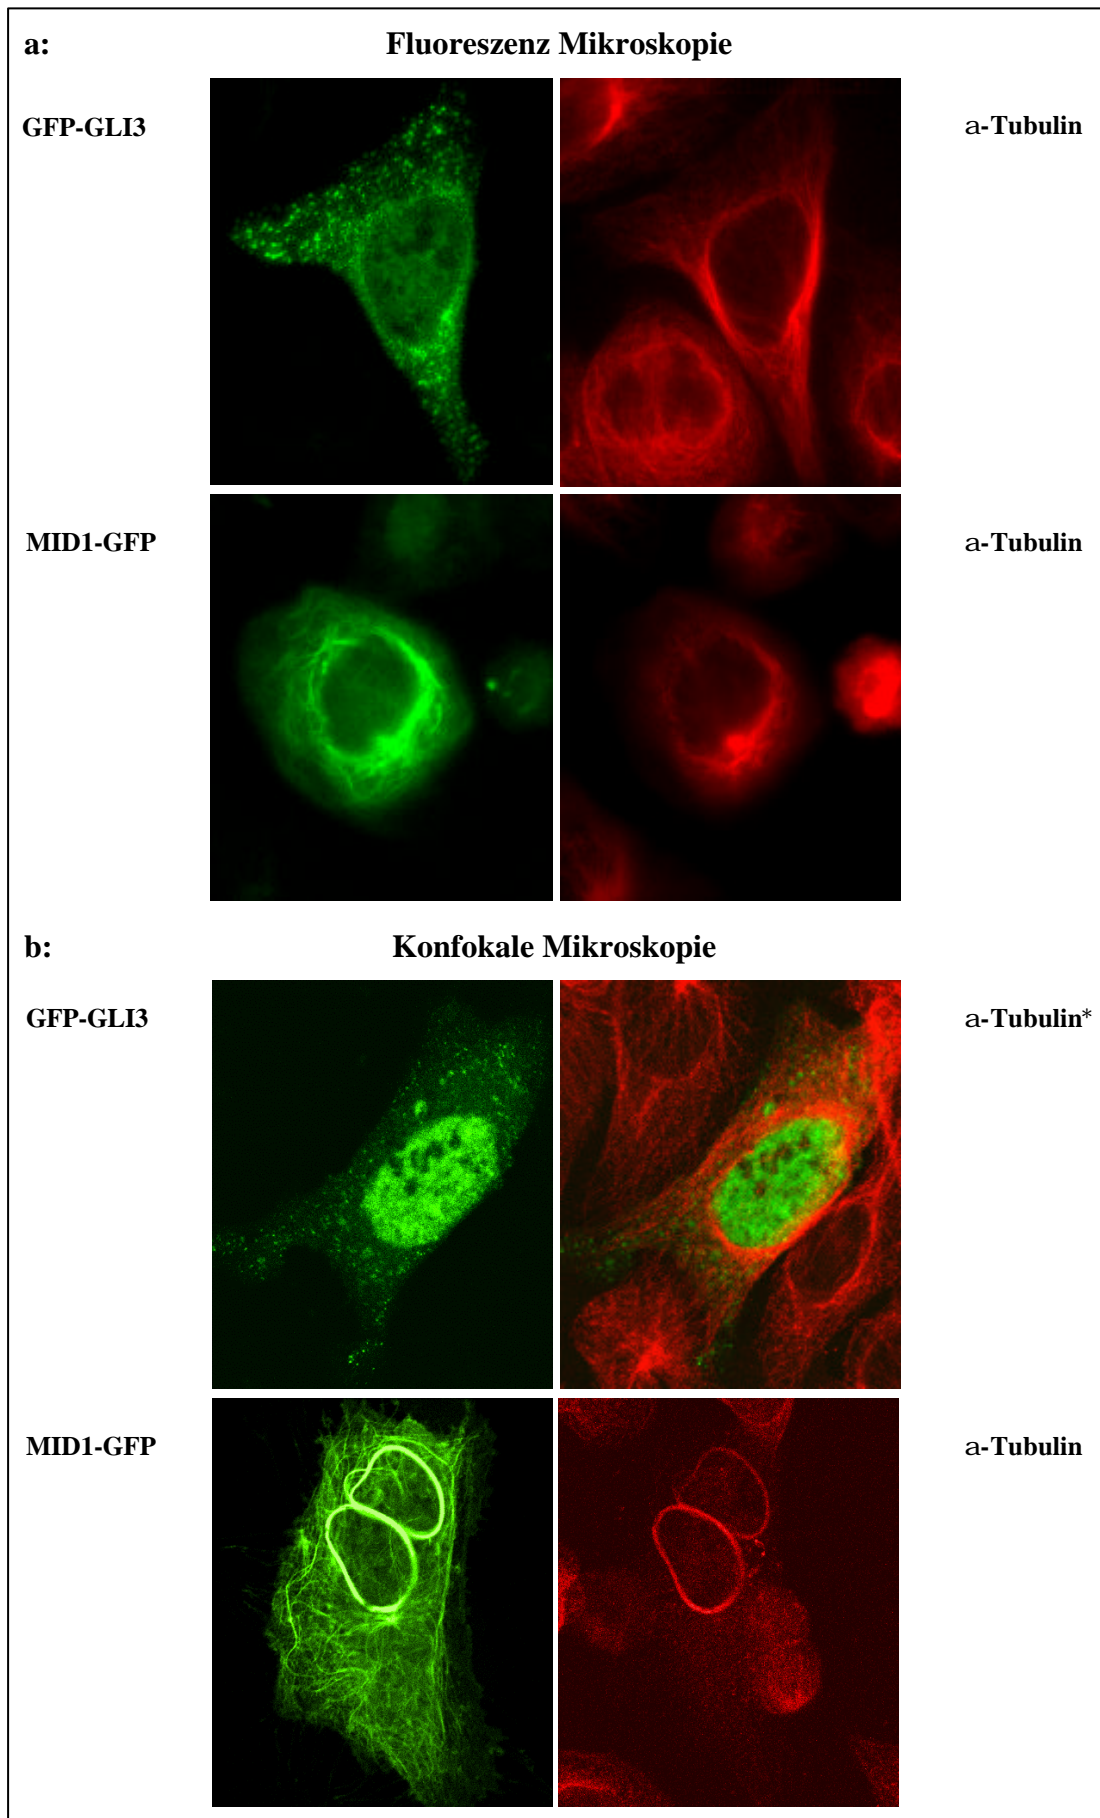 a: Fluoreszenz Mikroskopie
GFP-GLI3 a-Tubulin
MID1-GFP a-Tubulin
b: Konfokale Mikroskopie
GFP-GLI3 a-Tubulin*
MID1-GFP a-Tubulin